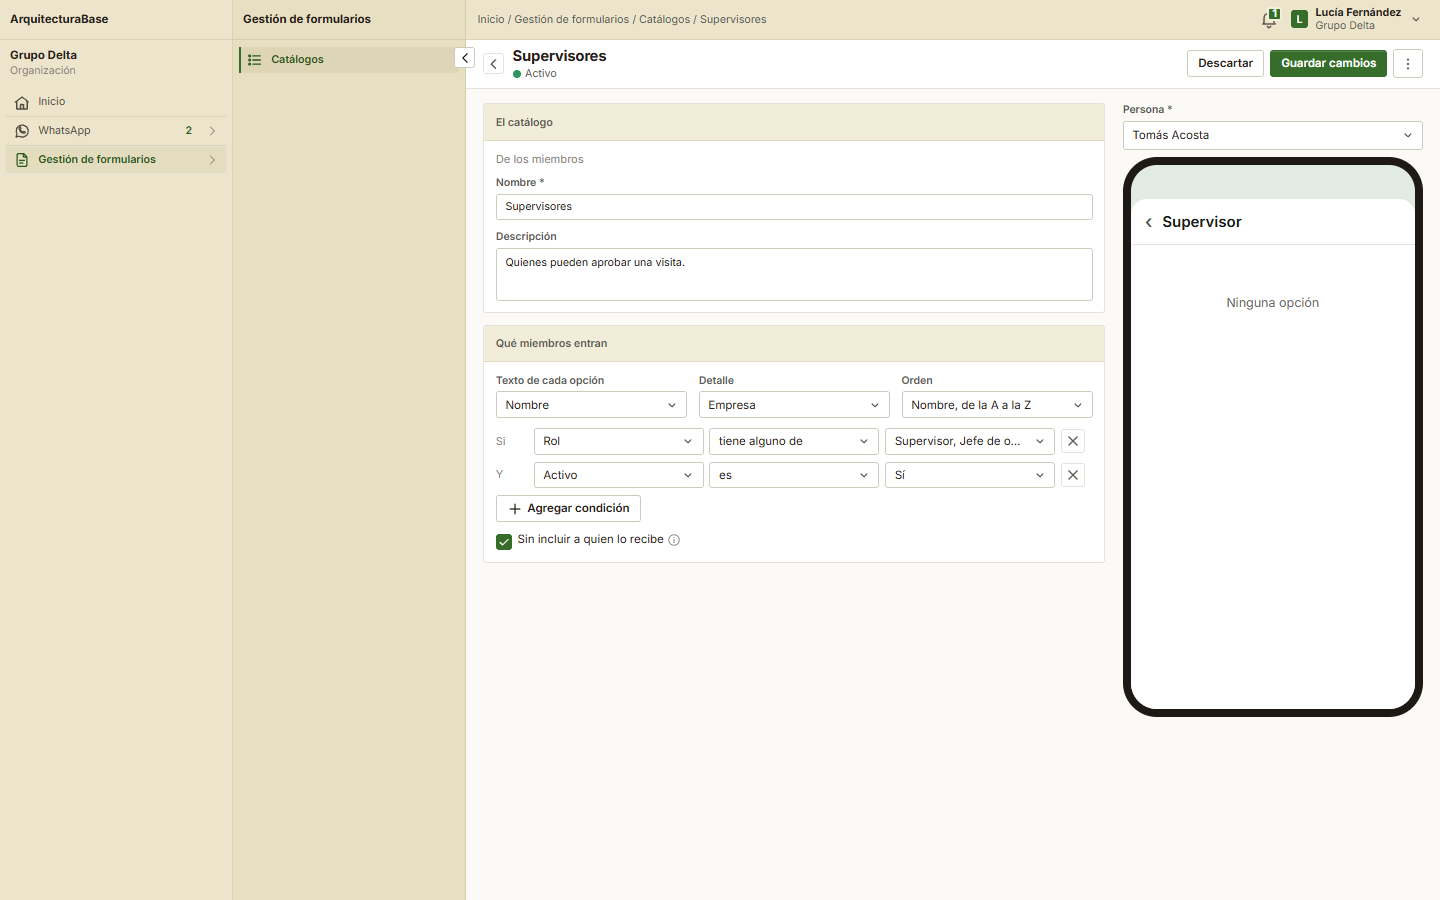 ArquitecturaBase
Gestión de formularios
Inicio / Gestión de formularios / Catálogos / Supervisores
1
L
Lucía Fernández
Grupo Delta
Grupo Delta
Organización
Inicio
WhatsApp 2
Gestión de formularios
Catálogos
Supervisores
Activo
Descartar
Guardar cambios
El catálogo
De los miembros
Nombre *
Supervisores
Descripción
Quienes pueden aprobar una visita.
Qué miembros entran
Texto de cada opción Detalle Orden
Nombre Empresa Nombre, de la A a la Z
Si Rol tiene alguno de Supervisor, Jefe de o...
Y Activo es Sí
Agregar condición
Sin incluir a quien lo recibe
Persona *
Tomás Acosta
Supervisor
Ninguna opción